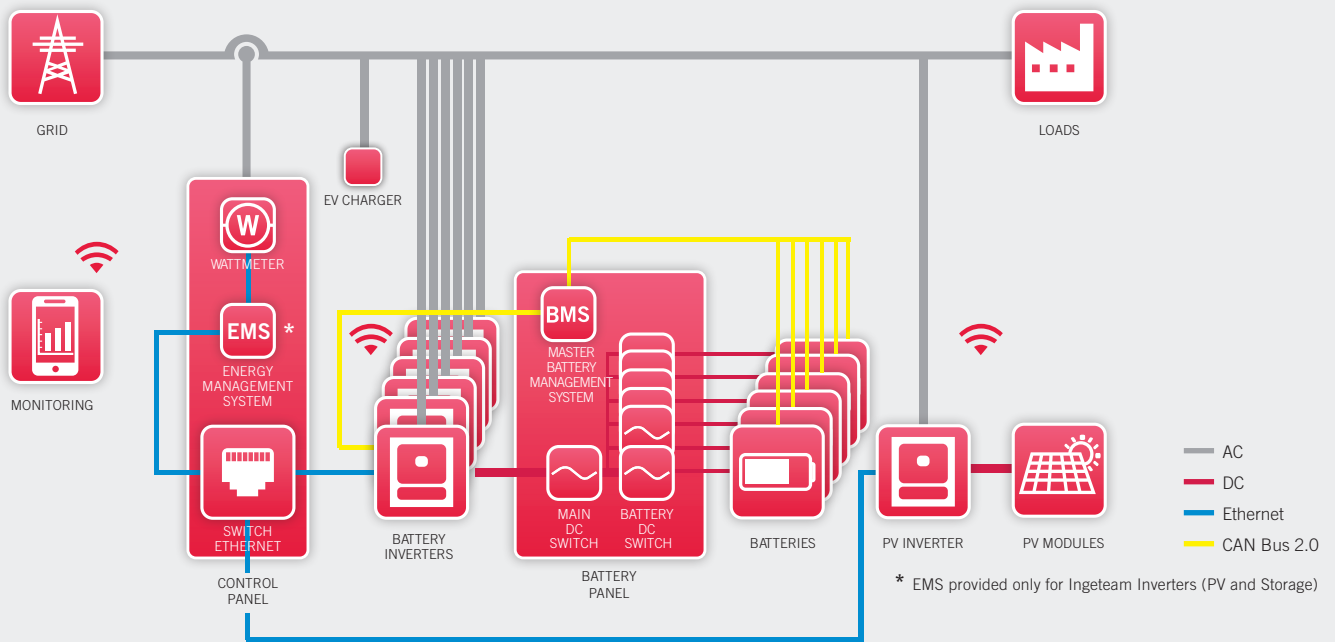 GRID
LOADS
EV CHARGER
W
WATTMETER
EMS *
ENERGY
MANAGEMENT
SYSTEM
MONITORING
SWITCH
ETHERNET
CONTROL
PANEL
BATTERY
INVERTERS
BMS
MASTER
BATTERY
MANAGEMENT
SYSTEM
MAIN
DC
SWITCH
BATTERY
DC
SWITCH
BATTERY
PANEL
BATTERIES
PV INVERTER
PV MODULES
AC
DC
Ethernet
CAN Bus 2.0
* EMS provided only for Ingeteam Inverters (PV and Storage)